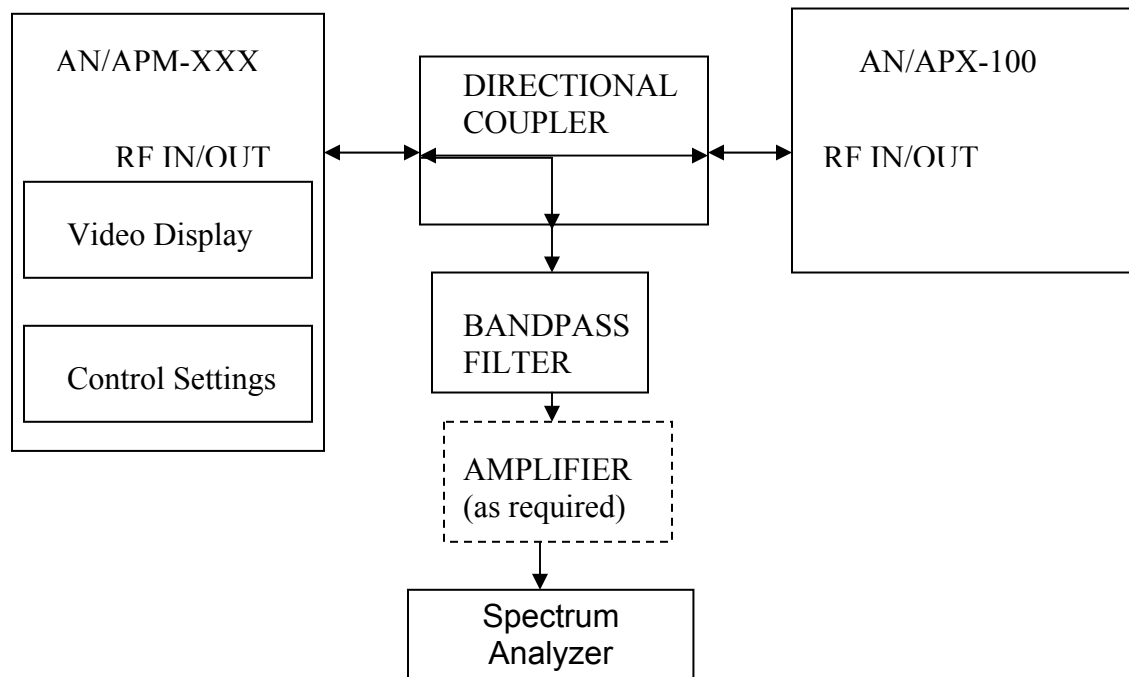 AN/APM-XXX
RF IN/OUT
Video Display
Control Settings
DIRECTIONAL
COUPLER
AN/APX-100
RF IN/OUT
BANDPASS
FILTER
AMPLIFIER
(as required)
Spectrum
Analyzer